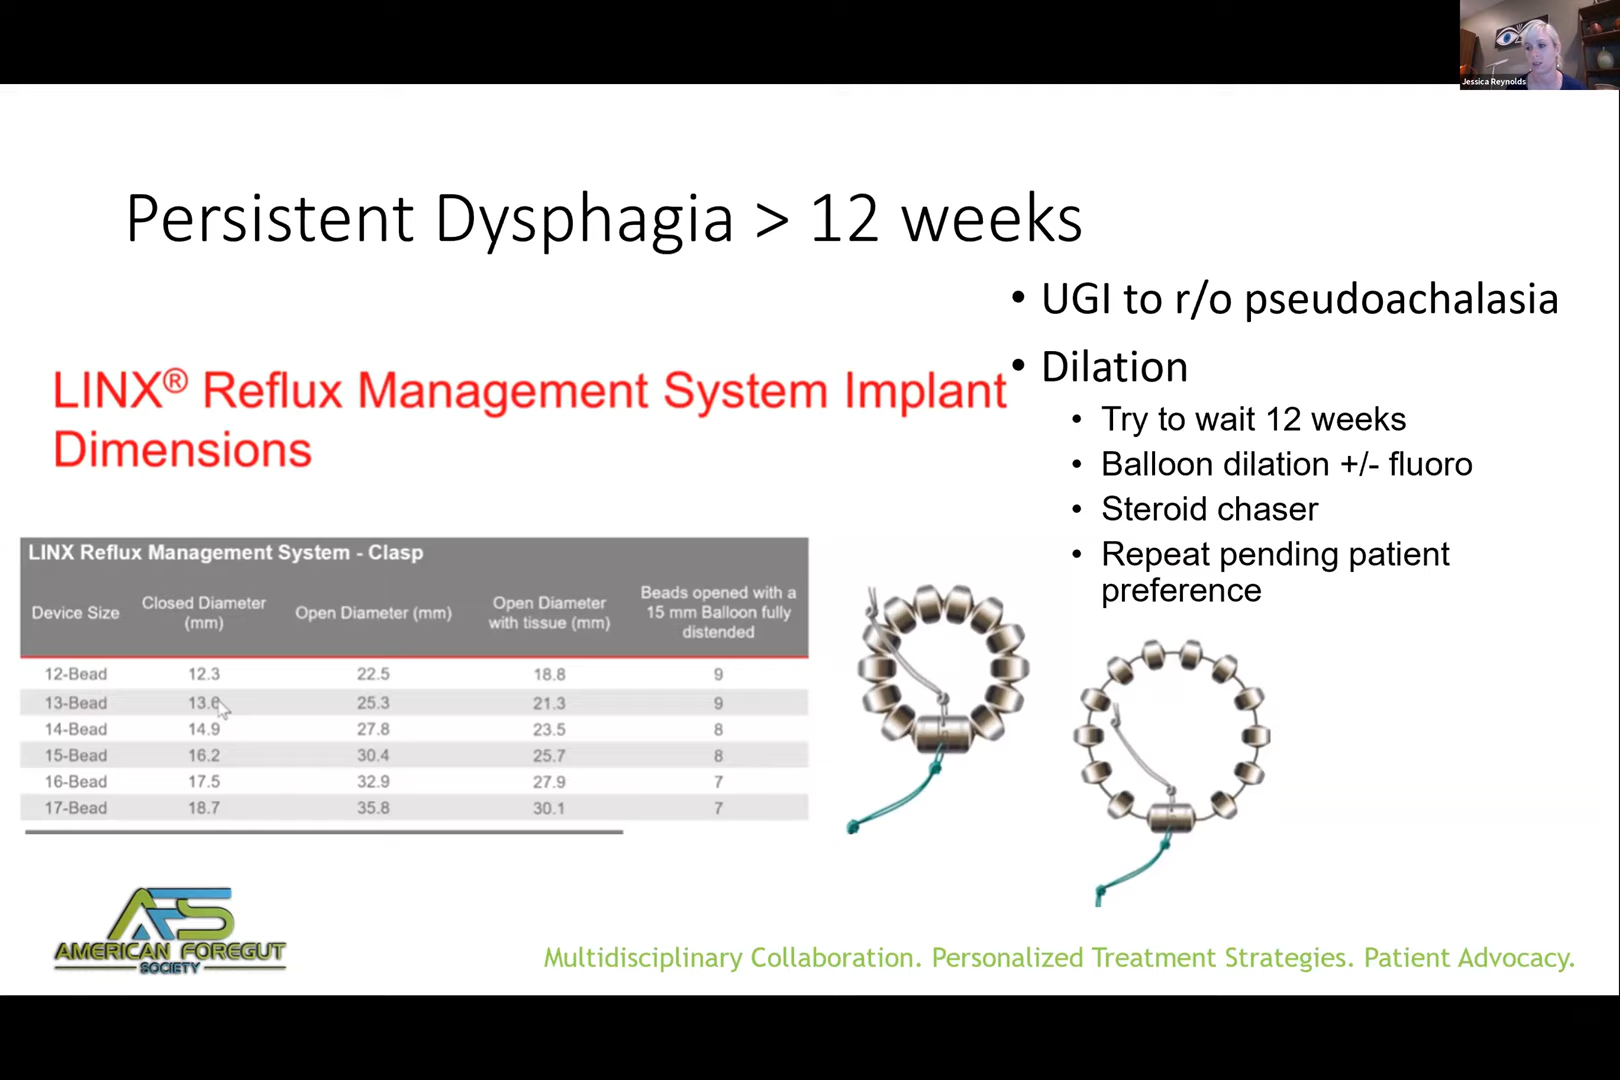 Jessica Reynolds
Persistent Dysphagia > 12 weeks
• UGI to r/o pseudoachalasia
• Dilation
• Try to wait 12 weeks
• Balloon dilation +/- fluoro
• Steroid chaser
• Repeat pending patient
preference
LINX® Reflux Management System Implant
Dimensions
LINX Reflux Management System - Clasp
Device Size Closed Diameter (mm) Open Diameter (mm) Open Diameter with tissue (mm) Beads opened with a 15 mm Balloon fully distended
12-Bead 12.3 22.5 18.8 9
13-Bead 13.6 25.3 21.3 9
14-Bead 14.9 27.8 23.5 8
15-Bead 16.2 30.4 25.7 8
16-Bead 17.5 32.9 27.9 7
17-Bead 18.7 35.8 30.1 7
AFS
AMERICAN FOREGUT
SOCIETY
Multidisciplinary Collaboration. Personalized Treatment Strategies. Patient Advocacy.